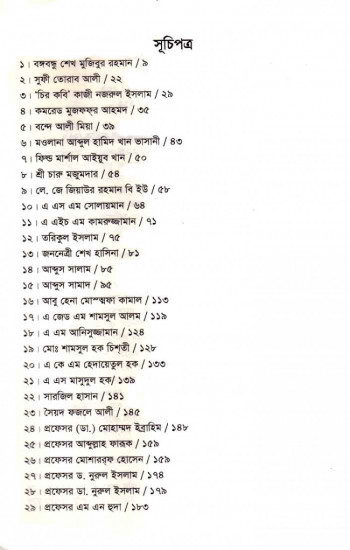 সূচিপত্র
১। বঙ্গবন্ধু শেখ মুজিবুর রহমান / ৯
২। সুফী তোরাব আলী / ২২
৩। 'চির কবি' কাজী নজরুল ইসলাম / ২৯
৪। কমরেড মুজফফর আহমদ / ৩৫
৫। বন্দে আলী মিয়া / ৩৯
৬। মওলানা আব্দুল হামিদ খান ভাসানী / ৪৩
৭। ফিল্ড মার্শাল আইয়ুব খান / ৫০
৮। শ্রী চারু মজুমদার / ৫৪
৯। লে. জে জিয়াউর রহমান বি ইউ / ৫৮
১০। এ এস এম সোলায়মান / ৬৪
১১। এ এইচ এম কামরুজ্জামান / ৭১
১২। তরিকুল ইসলাম / ৭৫
১৩। জননেত্রী শেখ হাসিনা / ৮১
১৪। আব্দুস সালাম / ৮৫
১৫। আব্দুস সামাদ / ৯৫
১৬। আবু হেনা মোস্তফা কামাল / ১১৩
১৭। এ জেড এম শামসুল আলম / ১১৯
১৮। এ এম আনিসুজ্জামান / ১২৪
১৯। মোঃ শামসুল হক চিশ্‌তী / ১২৮
২০। এ কে এম হেদায়েতুল হক / ১৩৩
২১। এ এস মাসুদুল হক/ ১৩৯
২২। সারজিল হাসান / ১৪১
২৩। সৈয়দ ফজলে আলী / ১৪৫
২৪। প্রফেসর (ডা.) মোহাম্মদ ইব্রাহিম / ১৪৮
২৫। প্রফেসর আব্দুল্লাহ ফারূক / ১৫৯
২৬। প্রফেসর মোশাররফ হোসেন / ১৫৯
২৭। প্রফেসর ড. নুরুল ইসলাম / ১৭৪
২৮। প্রফেসর ডা. নুরুল ইসলাম / ১৭৯
২৯। প্রফেসর এম এন হুদা / ১৮৩